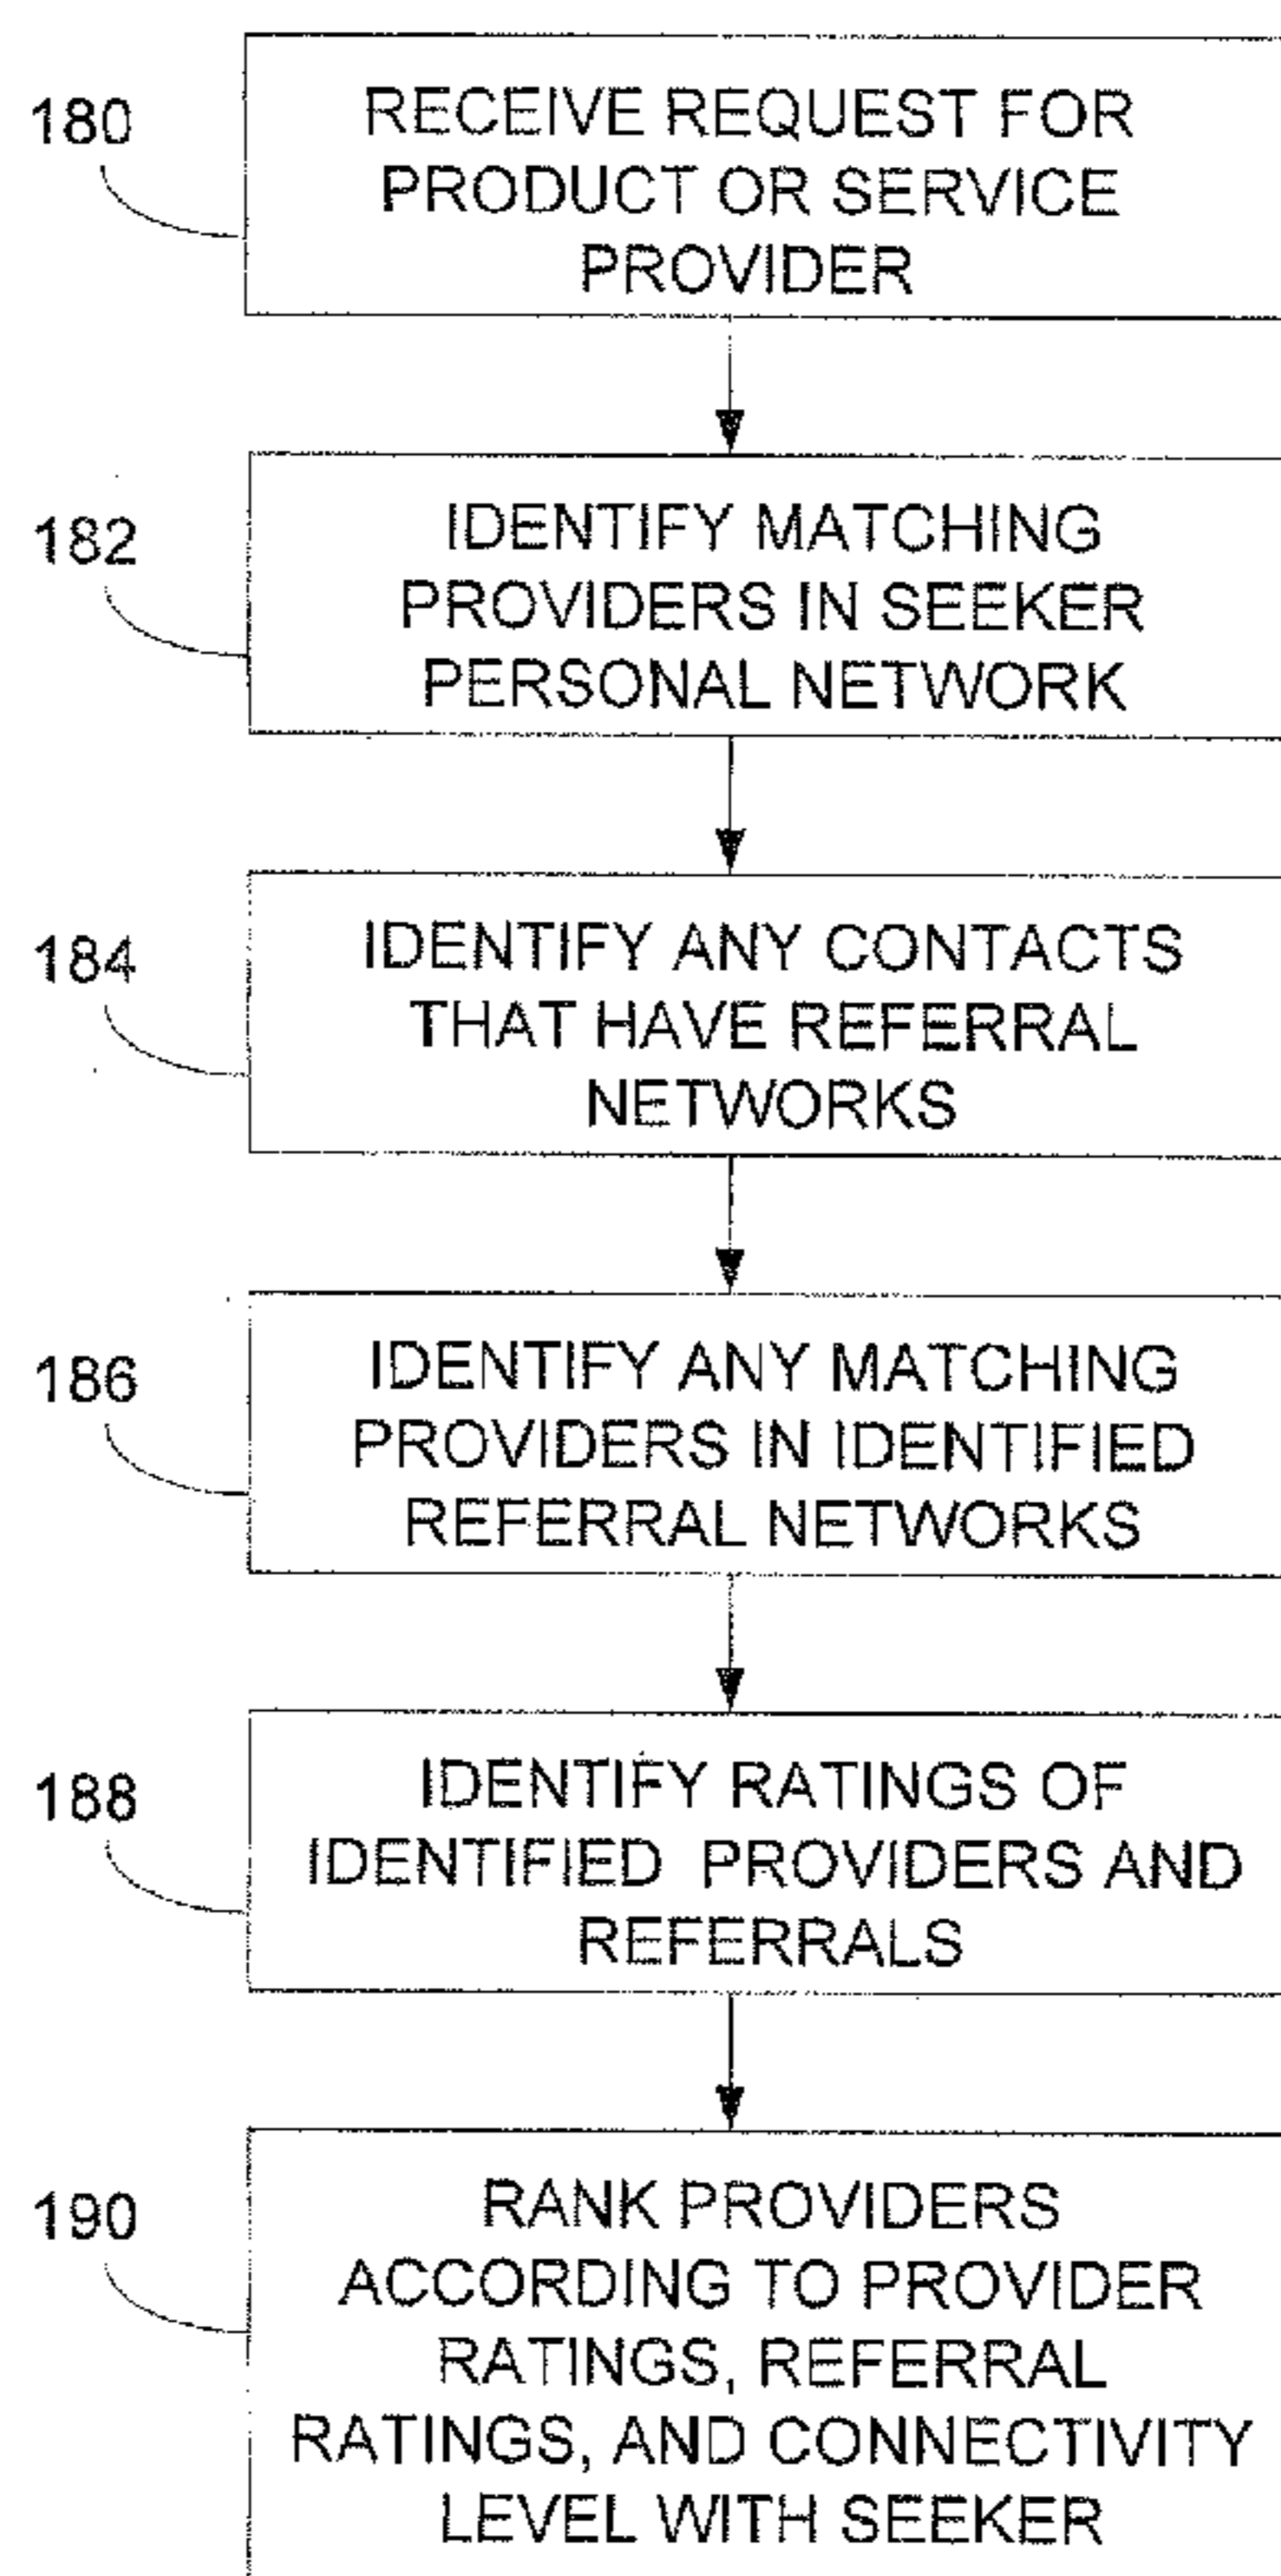 180
RECEIVE REQUEST FOR
PRODUCT OR SERVICE
PROVIDER
182
IDENTIFY MATCHING
PROVIDERS IN SEEKER
PERSONAL NETWORK
184
IDENTIFY ANY CONTACTS
THAT HAVE REFERRAL
NETWORKS
186
IDENTIFY ANY MATCHING
PROVIDERS IN IDENTIFIED
REFERRAL NETWORKS
188
IDENTIFY RATINGS OF
IDENTIFIED PROVIDERS AND
REFERRALS
190
RANK PROVIDERS
ACCORDING TO PROVIDER
RATINGS, REFERRAL
RATINGS, AND CONNECTIVITY
LEVEL WITH SEEKER